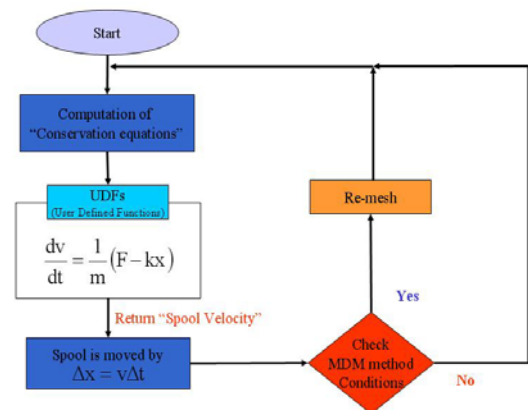 Start
Computation of
“Conservation equations”
UDFs
(User Defined Functions)
dv/dt = 1/m (F − kx)
Return “Spool Velocity”
Spool is moved by
Δx = vΔt
Check
MDM method
Conditions
Yes
No
Re-mesh